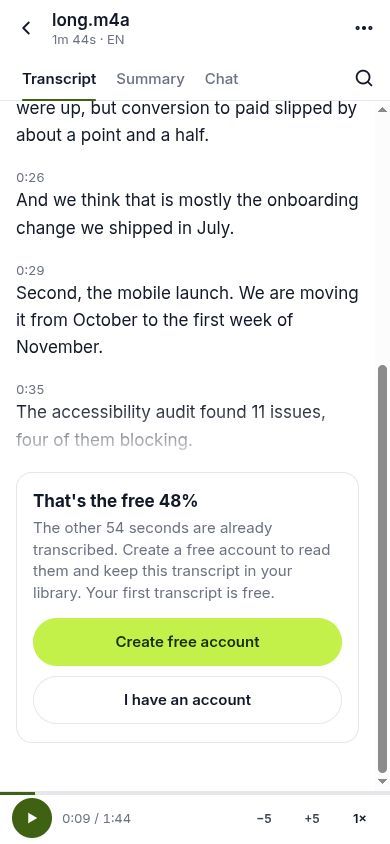 long.m4a
1m 44s · EN
Transcript Summary Chat
were up, but conversion to paid slipped by
about a point and a half.
0:26
And we think that is mostly the onboarding
change we shipped in July.
0:29
Second, the mobile launch. We are moving
it from October to the first week of
November.
0:35
The accessibility audit found 11 issues,
four of them blocking.
That's the free 48%
The other 54 seconds are already
transcribed. Create a free account to read
them and keep this transcript in your
library. Your first transcript is free.
Create free account
I have an account
0:09 / 1:44 −5 +5 1×